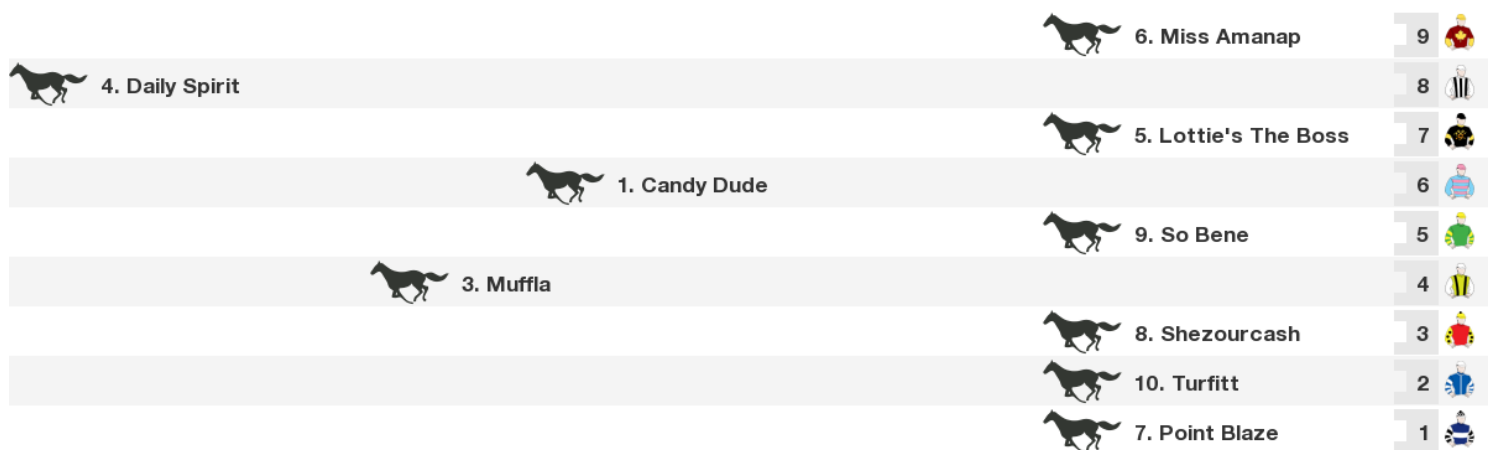 6. Miss Amanap 9
4. Daily Spirit 8
5. Lottie's The Boss 7
1. Candy Dude 6
9. So Bene 5
3. Muffla 4
8. Shezourcash 3
10. Turfitt 2
7. Point Blaze 1